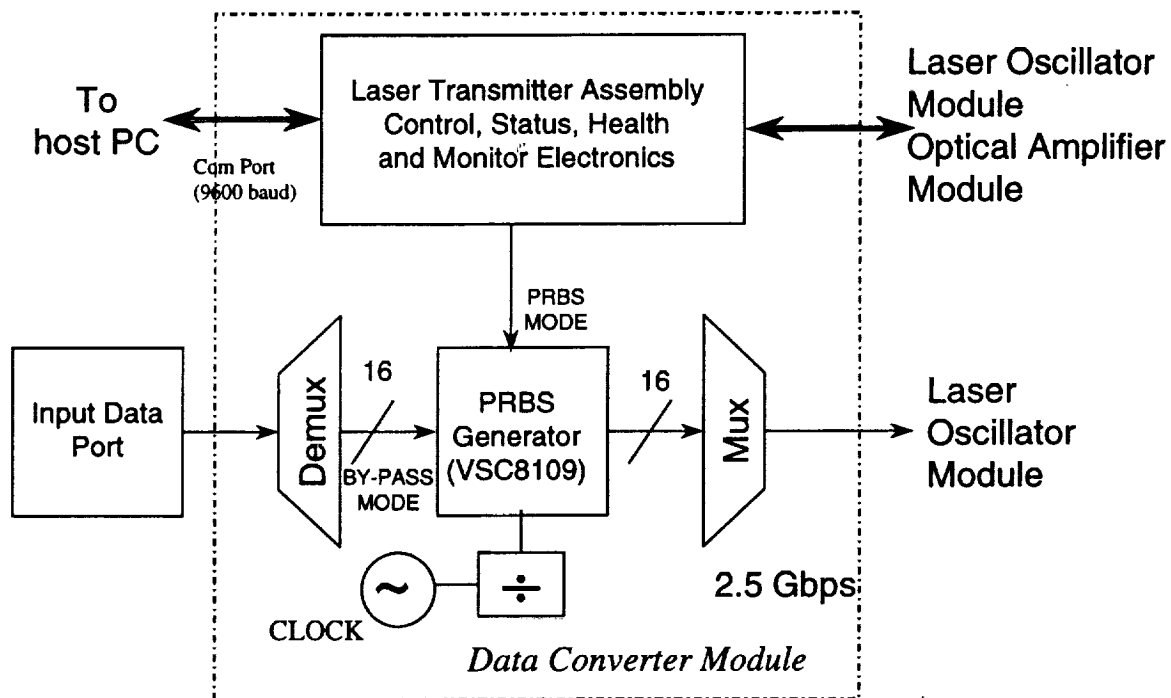 To
host PC
Com Port
(9600 baud)
Laser Transmitter Assembly
Control, Status, Health
and Monitor Electronics
Laser Oscillator
Module
Optical Amplifier
Module
PRBS
MODE
Input Data
Port
Demux
16
BY-PASS
MODE
PRBS
Generator
(VSC8109)
16
Mux
Laser
Oscillator
Module
~
÷
CLOCK
2.5 Gbps
Data Converter Module